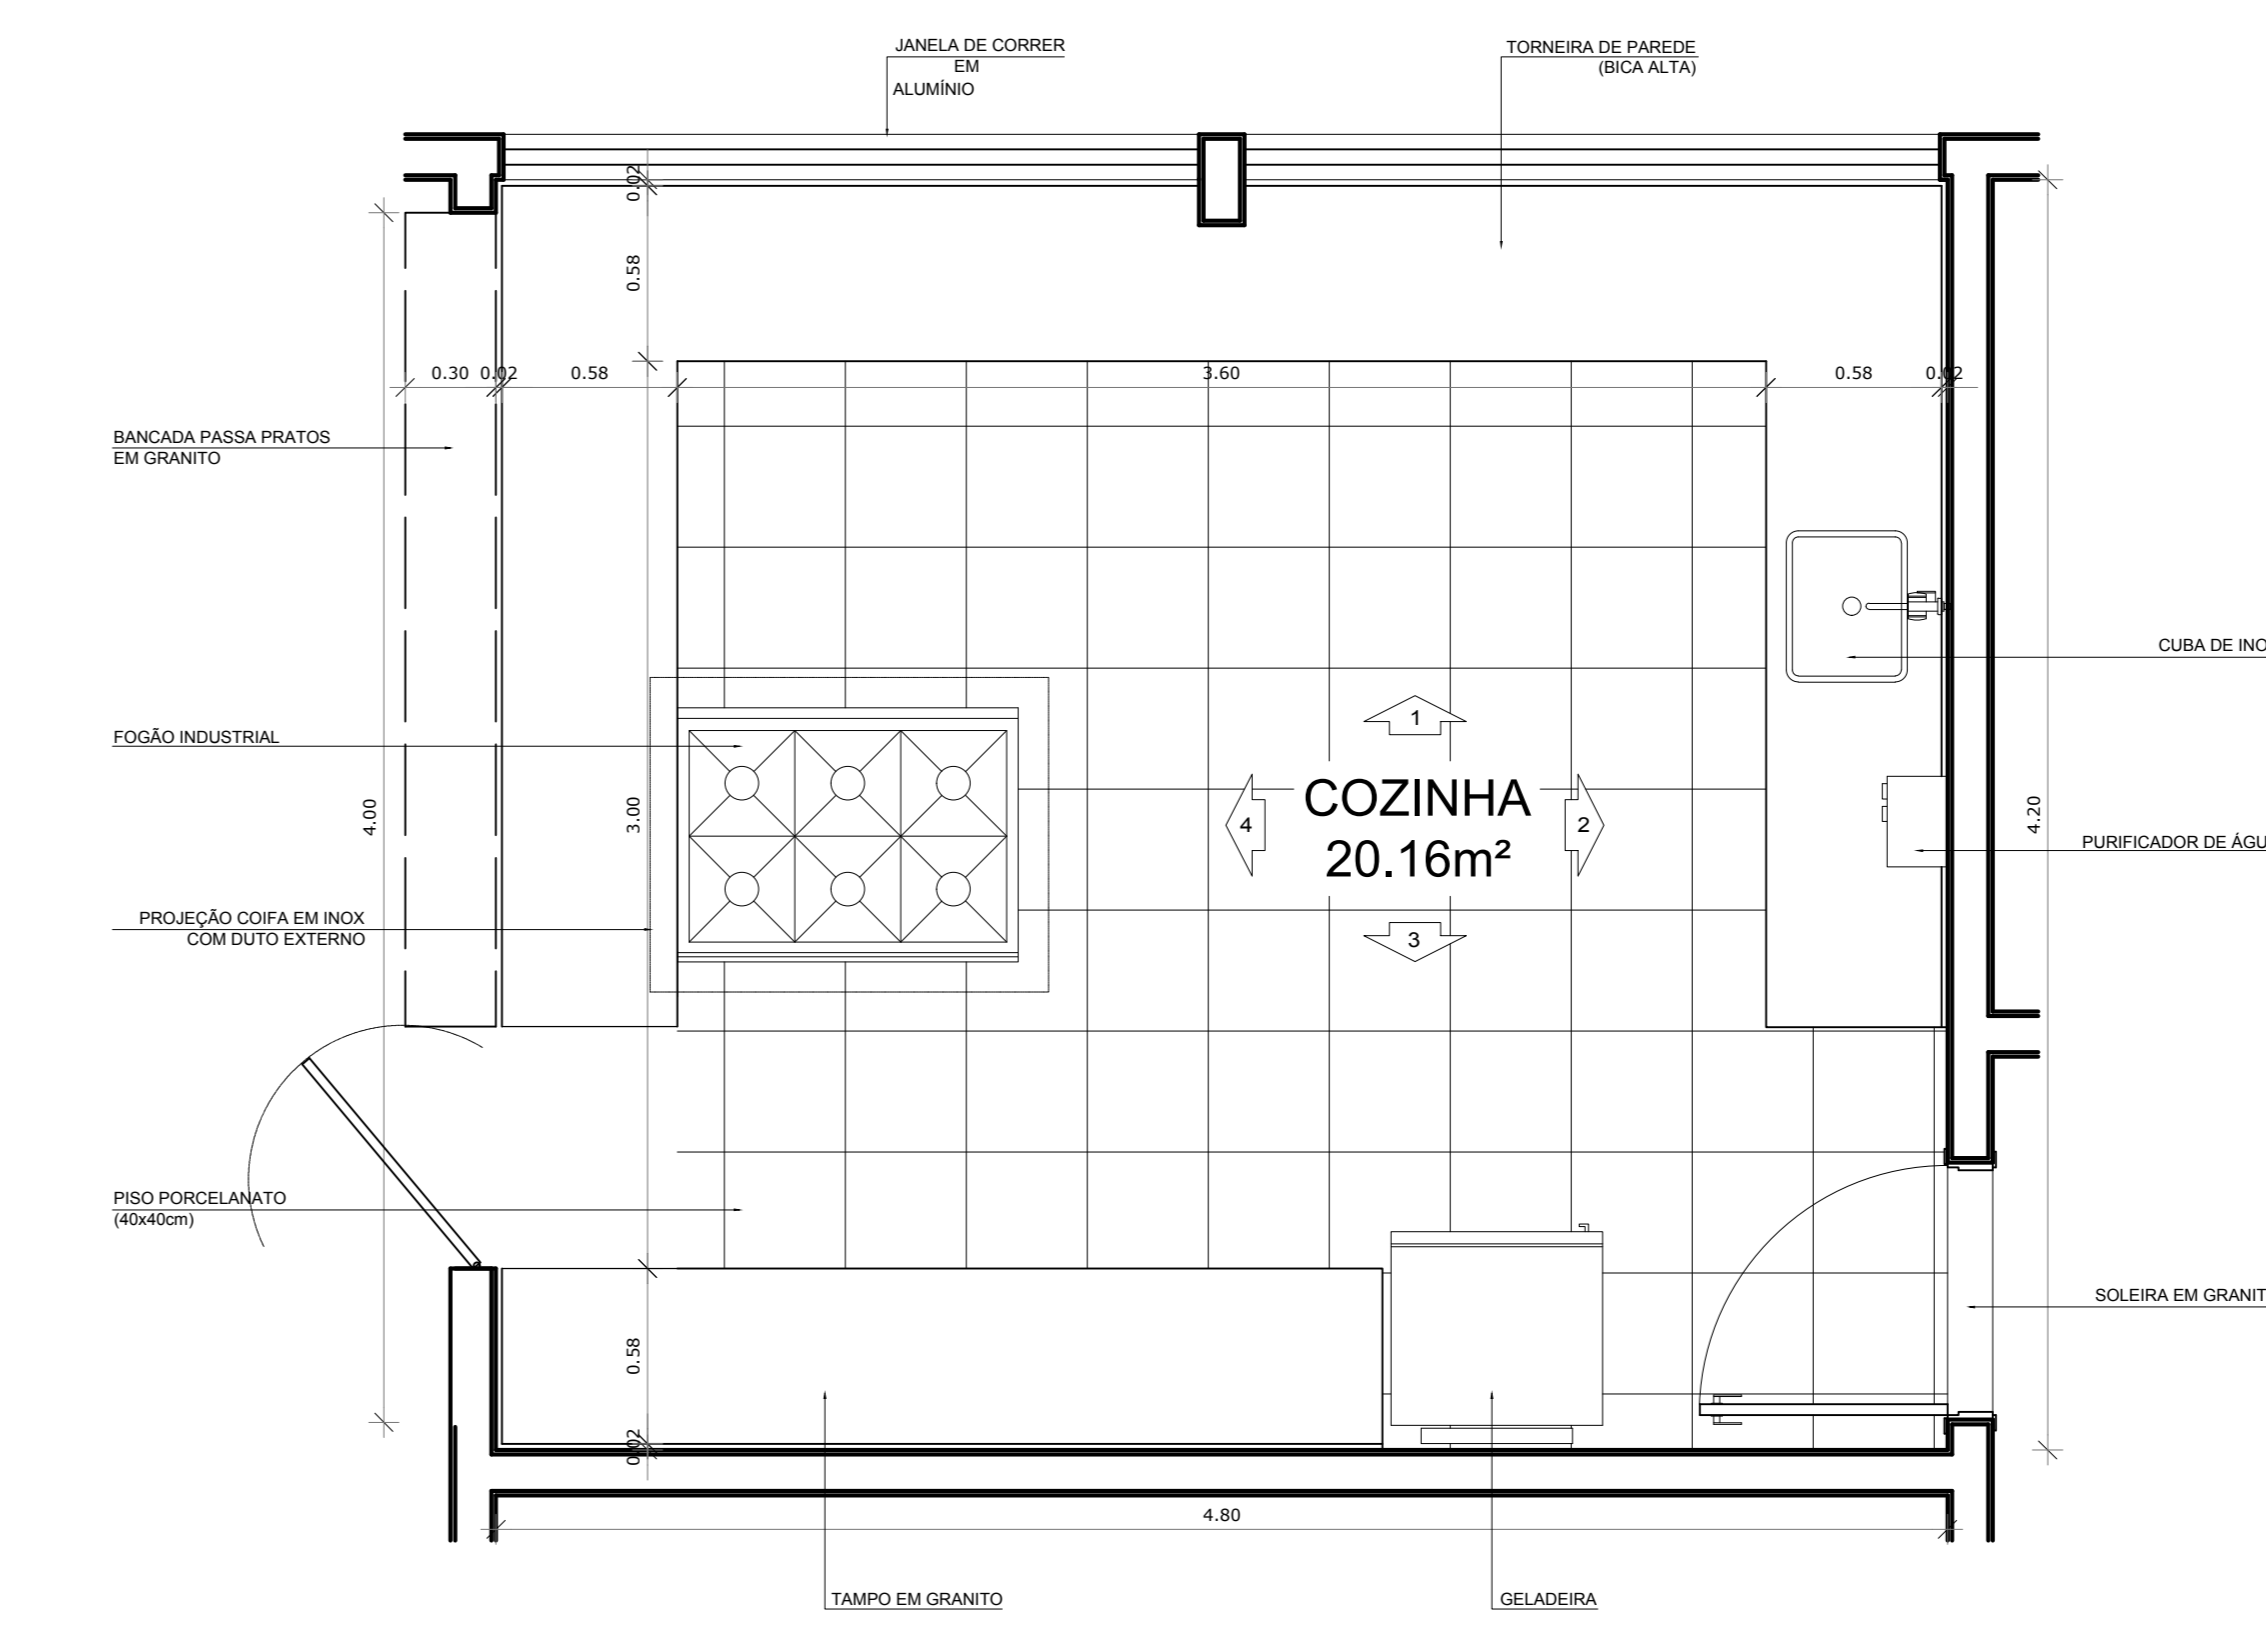 JANELA DE CORRER
EM
ALUMÍNIO
TORNEIRA DE PAREDE
(BICA ALTA)
0.02
0.58
0.30 0.02 0.58 3.60 0.58 0.02
BANCADA PASSA PRATOS
EM GRANITO
CUBA DE INO
FOGÃO INDUSTRIAL
1
COZINHA
20.16m²
4
2
3
4.00
3.00
4.20
PURIFICADOR DE ÁGU
PROJEÇÃO COIFA EM INOX
COM DUTO EXTERNO
PISO PORCELANATO
(40x40cm)
SOLEIRA EM GRANIT
0.58
0.02
4.80
TAMPO EM GRANITO
GELADEIRA